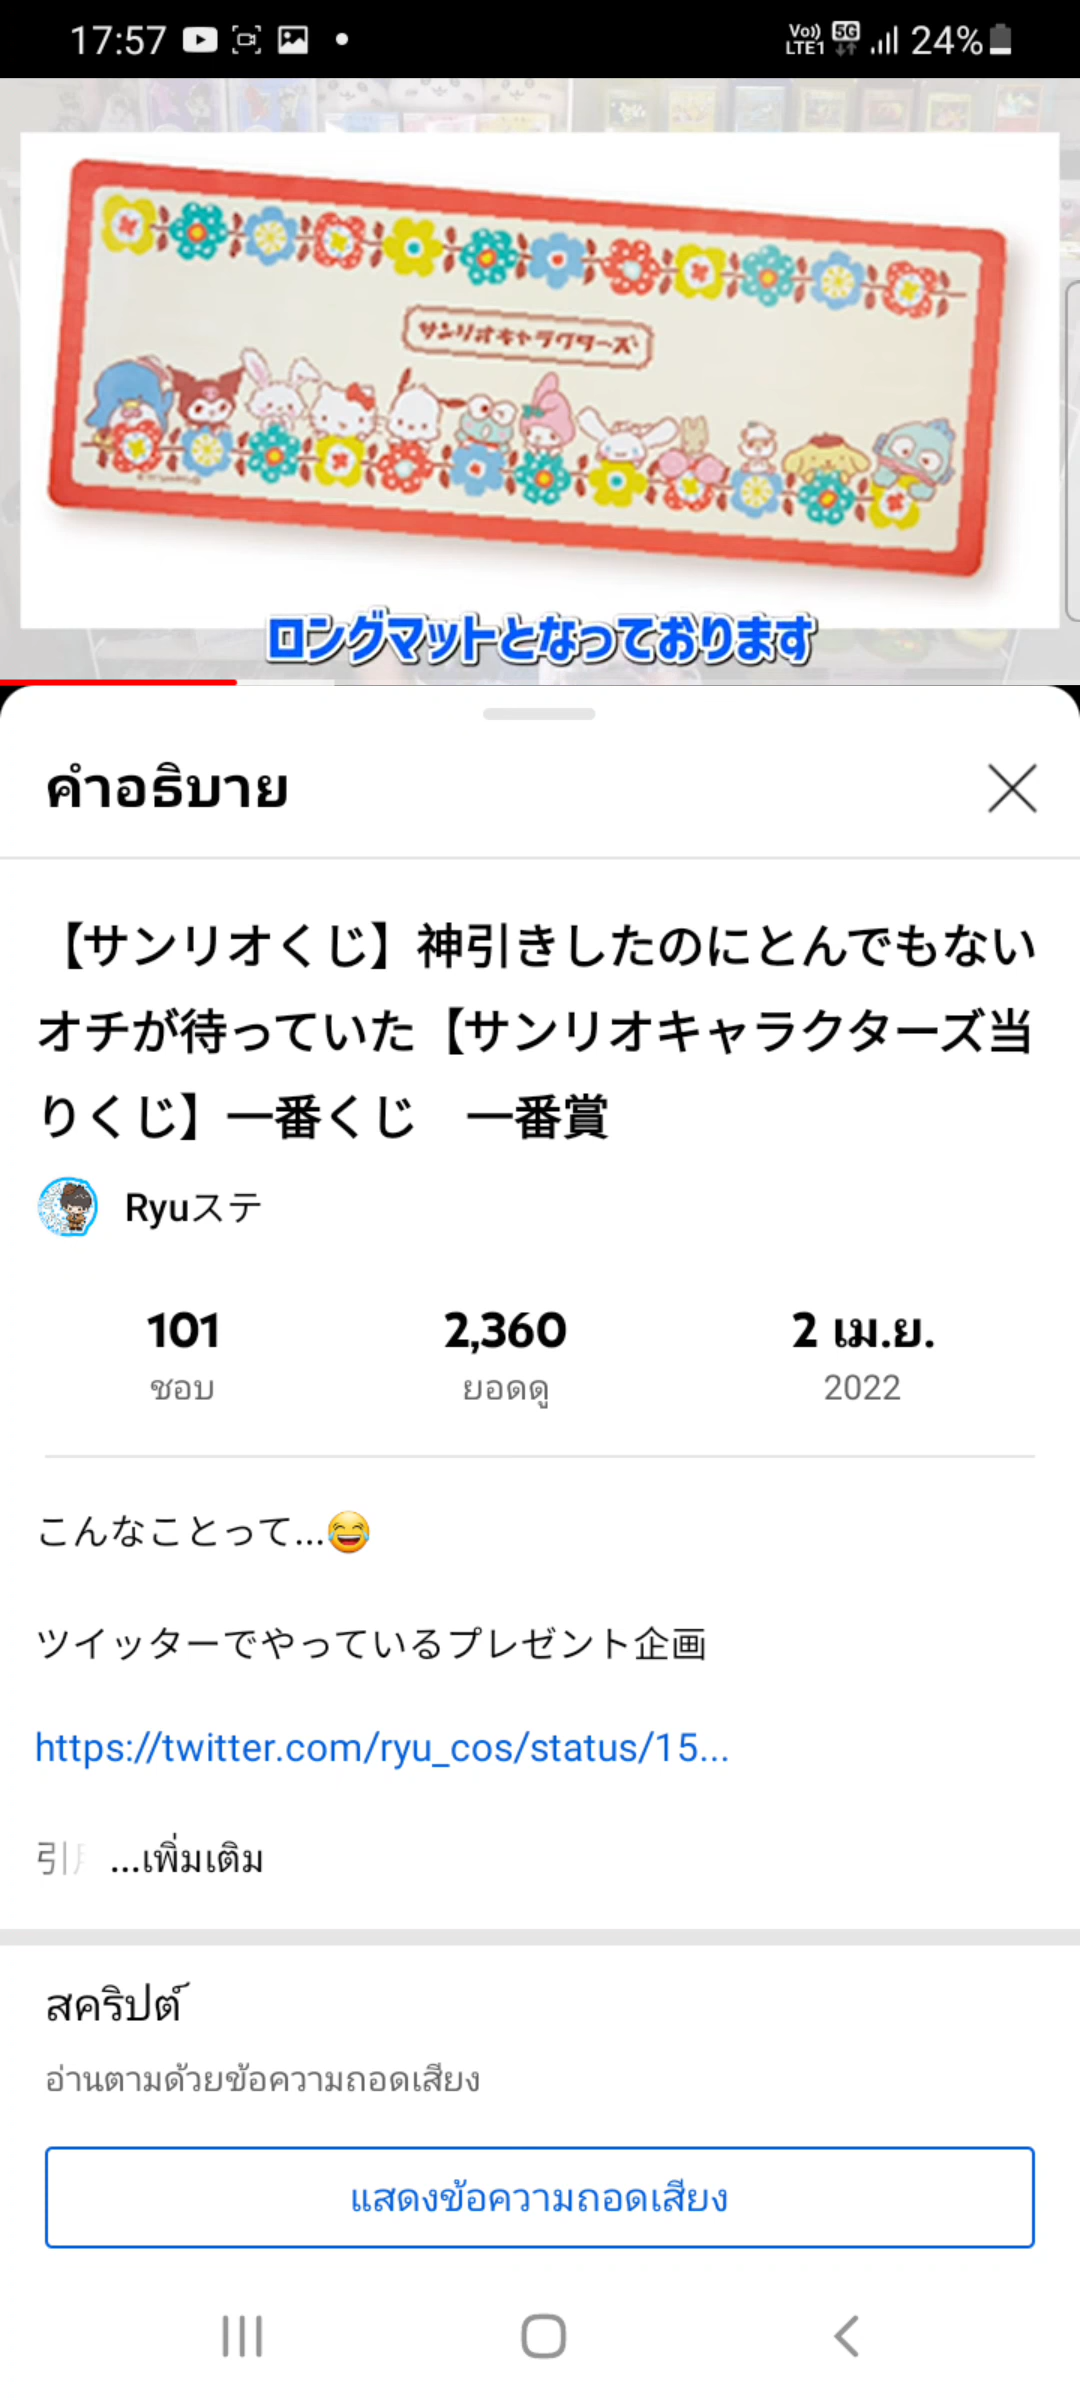 17:57
Vo)) LTE1 5G 24%
サンリオキャラクターズ
ロングマットとなっております
คำอธิบาย
【サンリオくじ】神引きしたのにとんでもない
オチが待っていた【サンリオキャラクターズ当
りくじ】一番くじ　一番賞
Ryuステ
101 2,360 2 เม.ย.
ชอบ ยอดดู 2022
こんなことって...😂
ツイッターでやっているプレゼント企画
https://twitter.com/ryu_cos/status/15...
引 ...เพิ่มเติม
สคริปต์
อ่านตามด้วยข้อความถอดเสียง
แสดงข้อความถอดเสียง